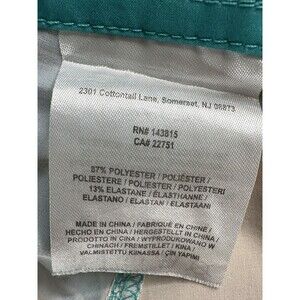 2301 Cottontail Lane, Somerset, NJ 08873
RN# 143815
CA# 22751
87% POLYESTER / POLIÉSTER /
POLIESTERE / POLIESTER / POLYESTERI
13% ELASTANE / ÉLASTHANNE /
ELASTANO / ELASTAN / ELASTAANI
MADE IN CHINA / FABRIQUÉ EN CHINE /
HECHO EN CHINA / HERGESTELLT IN CHINA /
PRODOTTO IN CINA / WYPRODUKOWANO W
CHINACH / FREMSTILLET I KINA /
VALMISTETTU KIINASSA / ÇIN YAPIMI